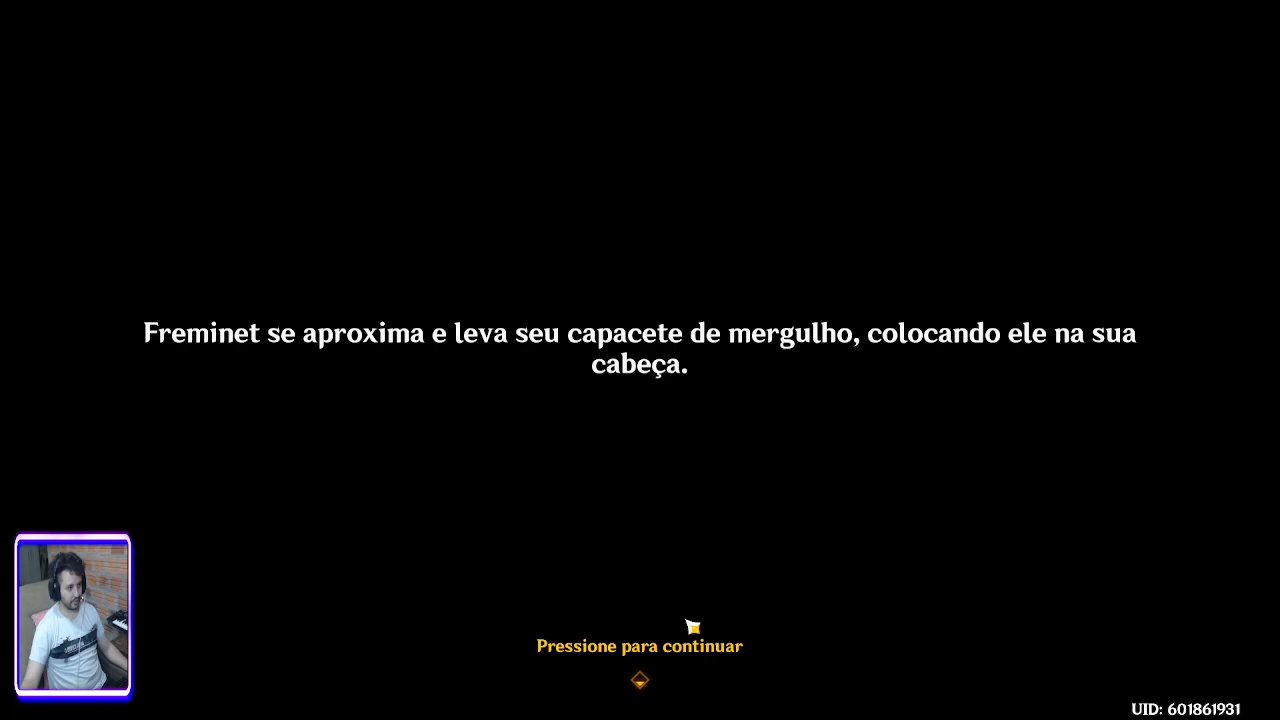 Freminet se aproxima e leva seu capacete de mergulho, colocando ele na sua
cabeça.
Pressione para continuar
UID: 601861931